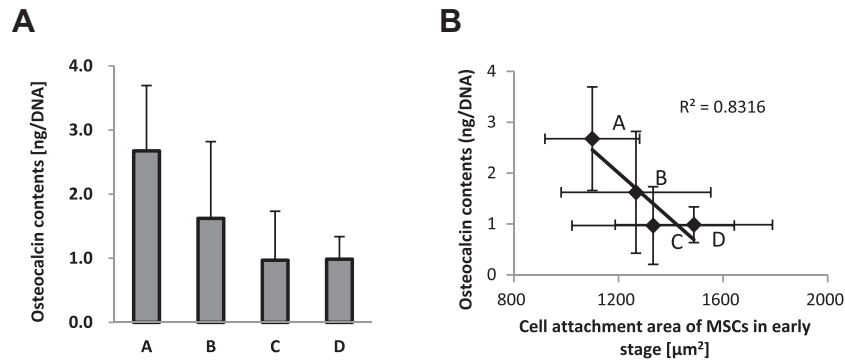 A
Osteocalcin contents [ng/DNA]
4.0
3.0
2.0
1.0
0.0
A B C D
B
Osteocalcin contents (ng/DNA)
4
3
2
1
0
R² = 0.8316
A
B
C D
800 1200 1600 2000
Cell attachment area of MSCs in early
stage [µm²]